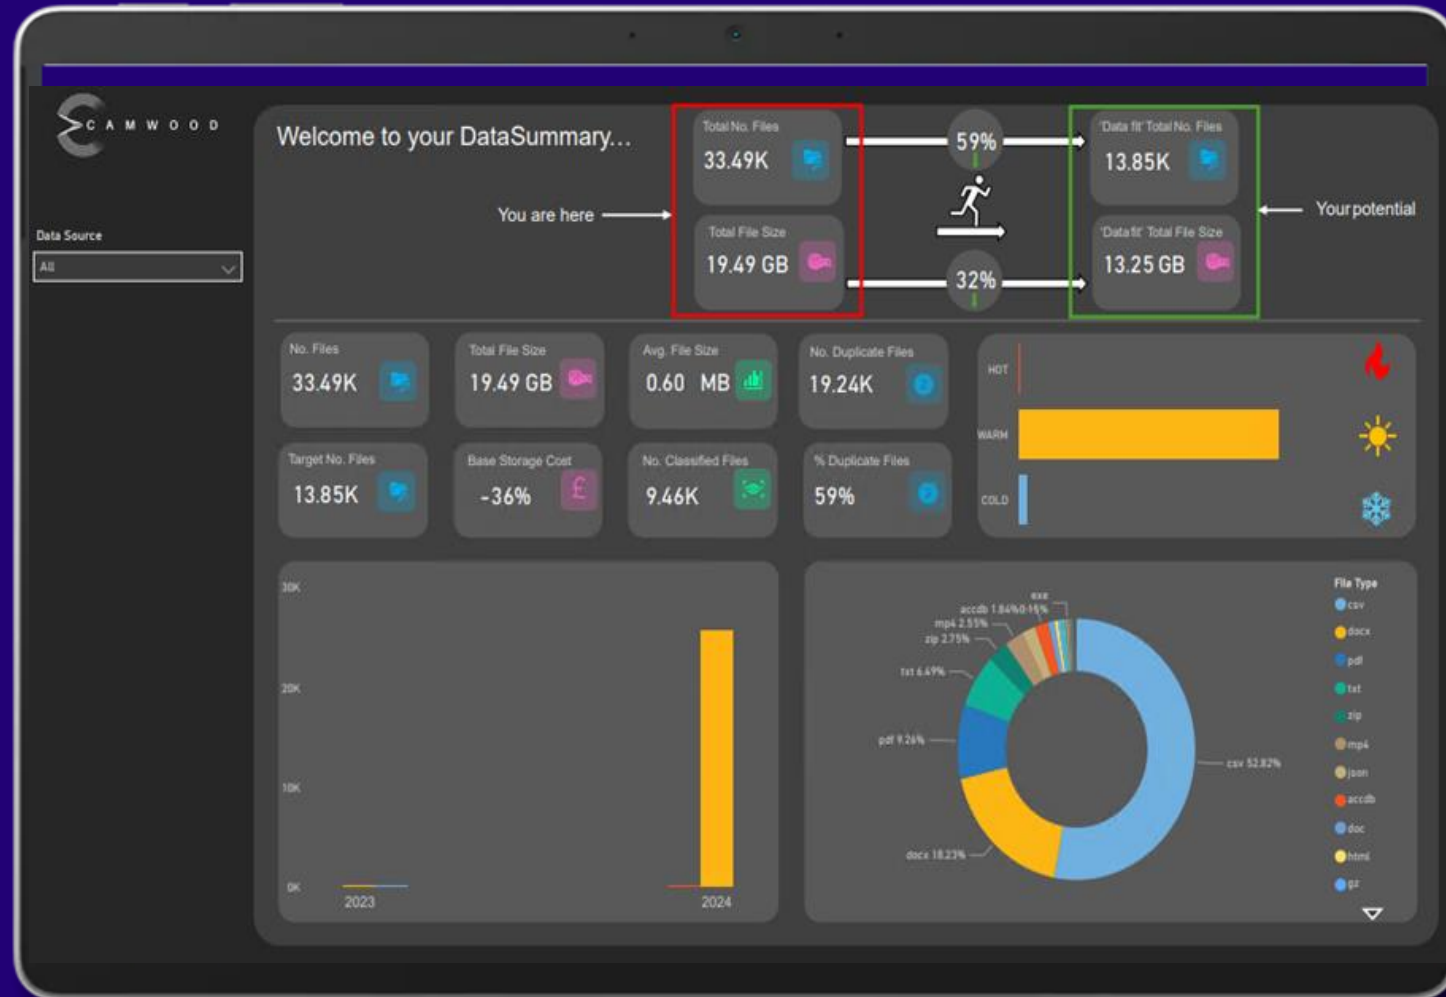 CAMWOOD
Data Source
All
Welcome to your DataSummary...
You are here
Total No. Files
33.49K
Total File Size
19.49 GB
59%
32%
'Data fit' Total No. Files
13.85K
'Data fit' Total File Size
13.25 GB
Your potential
No. Files
33.49K
Total File Size
19.49 GB
Avg. File Size
0.60 MB
No. Duplicate Files
19.24K
Target No. Files
13.85K
Base Storage Cost
-36%
£
No. Classified Files
9.46K
% Duplicate Files
59%
HOT
WARM
COLD
30K
20K
10K
0K
2023
2024
exe
accdb 1.84%
mp4 2.55%
zip 2.75%
txt 6.49%
pdf 9.26%
docx 18.23%
csv 52.82%
File Type
csv
docx
pdf
txt
zip
mp4
json
accdb
doc
html
gz